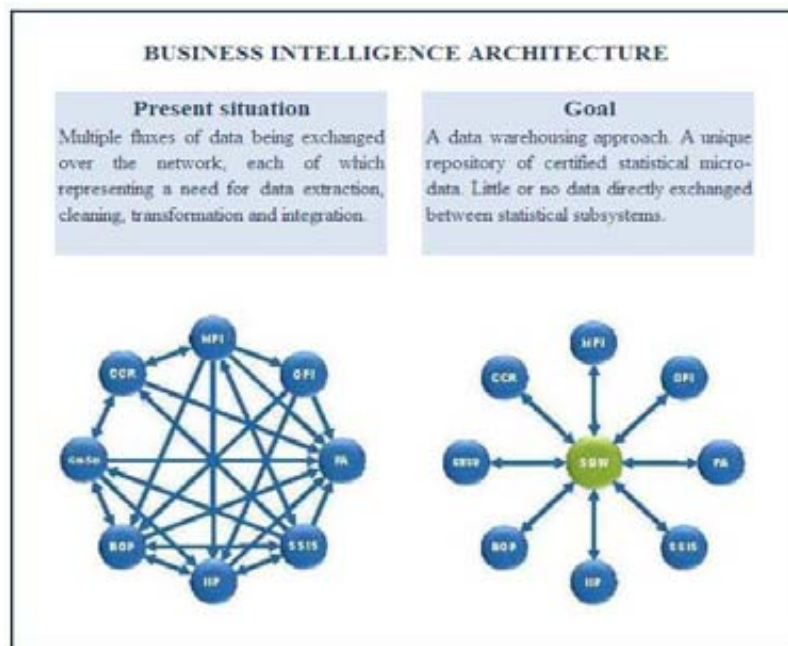 BUSINESS INTELLIGENCE ARCHITECTURE
Present situation
Multiple fluxes of data being exchanged
over the network, each of which
representing a need for data extraction,
cleaning, transformation and integration.
Goal
A data warehousing approach. A unique
repository of certified statistical micro-
data. Little or no data directly exchanged
between statistical subsystems.
MFI
CCR
OFI
FA
BOP
SSIS
IIP
MFI
CCR
OFI
SDW
FA
BOP
SSIS
IIP